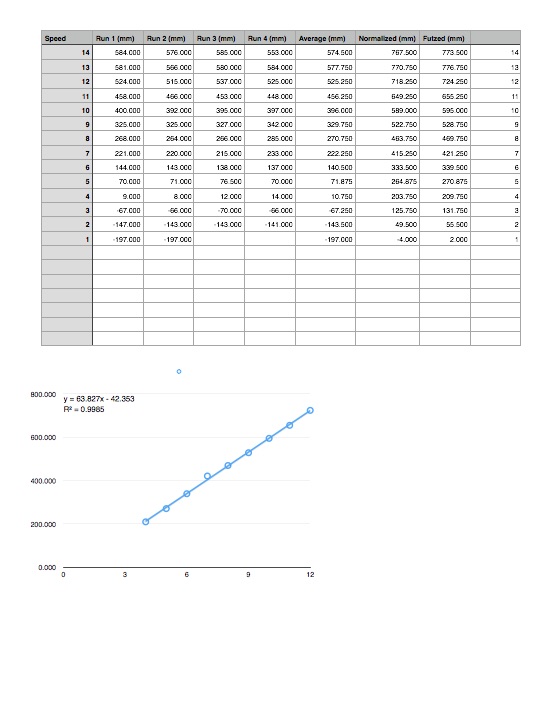 Speed Run 1 (mm) Run 2 (mm) Run 3 (mm) Run 4 (mm) Average (mm) Normalized (mm) Futzed (mm)
14 584.000 576.000 585.000 553.000 574.500 767.500 773.500 14
13 581.000 566.000 580.000 584.000 577.750 770.750 776.750 13
12 524.000 515.000 537.000 525.000 525.250 718.250 724.250 12
11 458.000 466.000 453.000 448.000 456.250 649.250 655.250 11
10 400.000 392.000 395.000 397.000 396.000 589.000 595.000 10
9 325.000 325.000 327.000 342.000 329.750 522.750 528.750 9
8 268.000 264.000 266.000 285.000 270.750 463.750 469.750 8
7 221.000 220.000 215.000 233.000 222.250 415.250 421.250 7
6 144.000 143.000 138.000 137.000 140.500 333.500 339.500 6
5 70.000 71.000 76.500 70.000 71.875 264.875 270.875 5
4 9.000 8.000 12.000 14.000 10.750 203.750 209.750 4
3 -67.000 -66.000 -70.000 -66.000 -67.250 125.750 131.750 3
2 -147.000 -143.000 -143.000 -141.000 -143.500 49.500 55.500 2
1 -197.000 -197.000 -197.000 -4.000 2.000 1
800.000
y = 63.827x - 42.353
R² = 0.9985
600.000
400.000
200.000
0.000
0 3 6 9 12